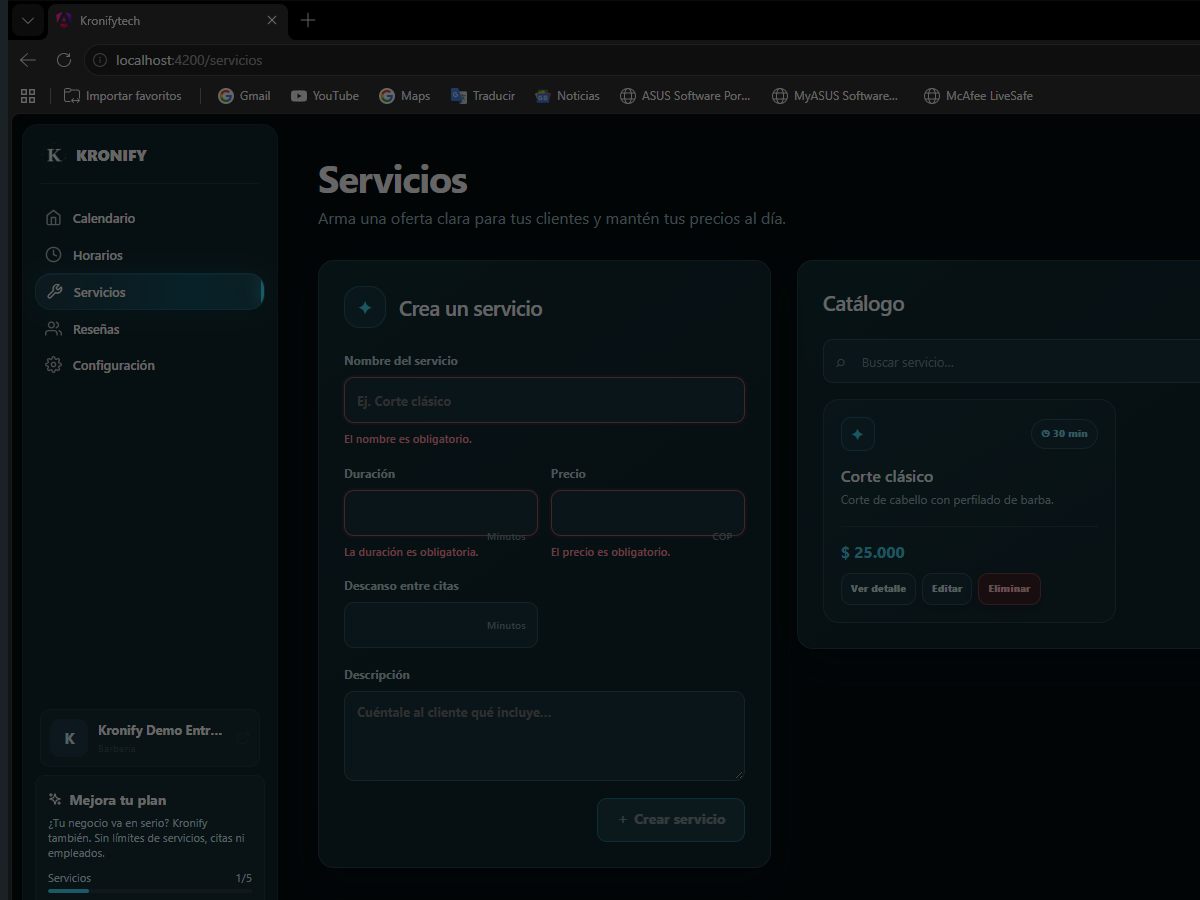 Kronifytech
localhost:4200/servicios
Importar favoritos
Gmail
YouTube
Maps
Traducir
Noticias
ASUS Software Por...
MyASUS Software...
McAfee LiveSafe
K KRONIFY
Calendario
Horarios
Servicios
Reseñas
Configuración
K
Kronify Demo Entr...
Barbería
Mejora tu plan
¿Tu negocio va en serio? Kronify
también. Sin límites de servicios, citas ni
empleados.
Servicios 1/5
Servicios
Arma una oferta clara para tus clientes y mantén tus precios al día.
Crea un servicio
Nombre del servicio
Ej. Corte clásico
El nombre es obligatorio.
Duración
Minutos
La duración es obligatoria.
Precio
COP
El precio es obligatorio.
Descanso entre citas
Minutos
Descripción
Cuéntale al cliente qué incluye...
+ Crear servicio
Catálogo
Buscar servicio...
30 min
Corte clásico
Corte de cabello con perfilado de barba.
$ 25.000
Ver detalle
Editar
Eliminar